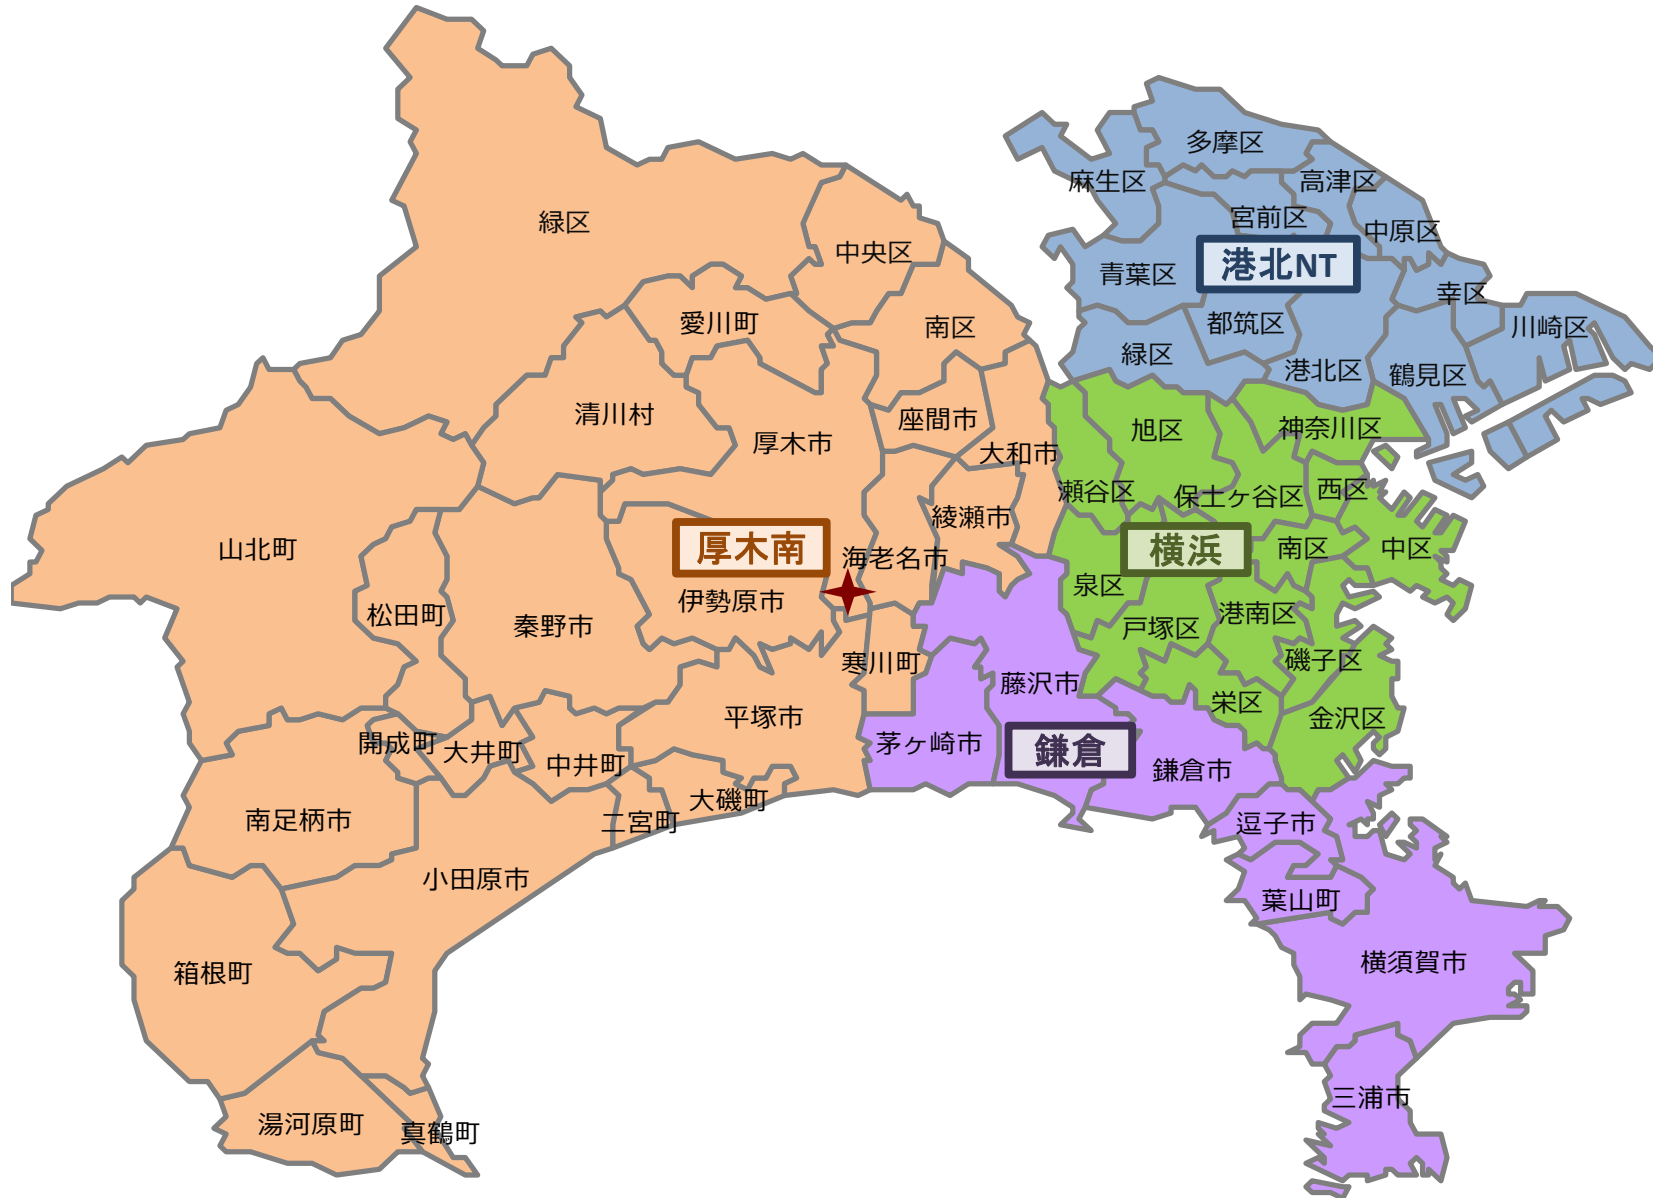 多摩区
麻生区
高津区
宮前区
中原区
緑区
中央区
港北NT
青葉区
幸区
愛川町
南区
都筑区
川崎区
緑区
港北区
鶴見区
清川村
座間市
厚木市
旭区
神奈川区
大和市
瀬谷区
保土ヶ谷区
西区
綾瀬市
山北町
厚木南
海老名市
横浜
南区
中区
泉区
松田町
秦野市
伊勢原市
戸塚区
港南区
寒川町
藤沢市
磯子区
平塚市
栄区
金沢区
開成町
大井町
中井町
茅ヶ崎市
鎌倉
鎌倉市
大磯町
二宮町
南足柄市
逗子市
小田原市
葉山町
箱根町
横須賀市
湯河原町
真鶴町
三浦市